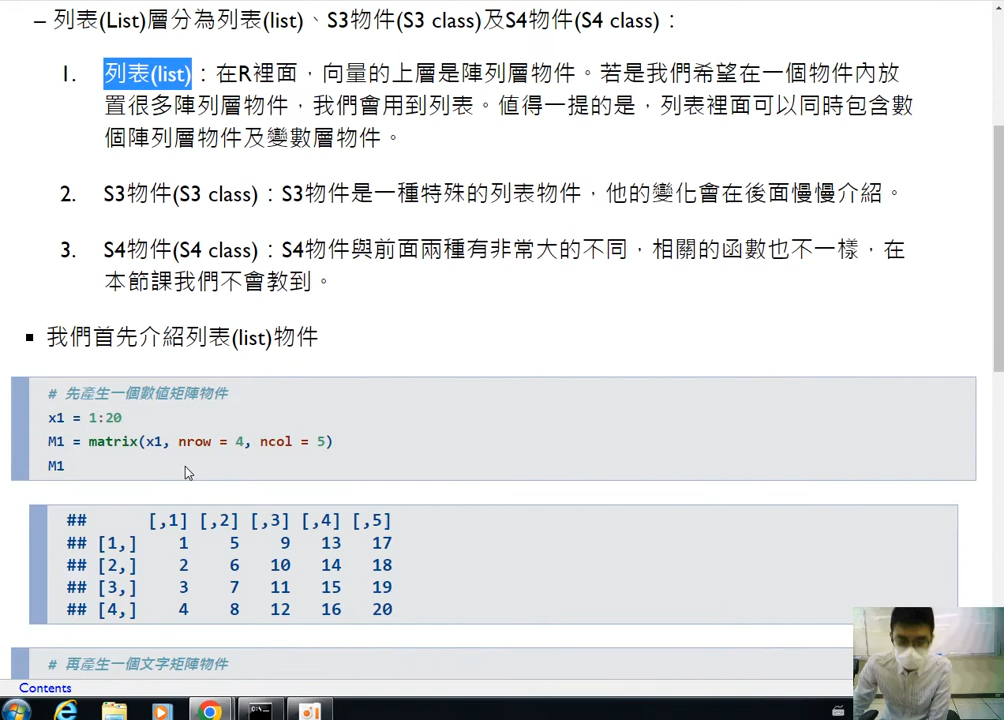 – 列表(List)層分為列表(list)、S3物件(S3 class)及S4物件(S4 class)：
1. 列表(list)：在R裡面，向量的上層是陣列層物件。若是我們希望在一個物件內放
置很多陣列層物件，我們會用到列表。值得一提的是，列表裡面可以同時包含數
個陣列層物件及變數層物件。
2. S3物件(S3 class)：S3物件是一種特殊的列表物件，他的變化會在後面慢慢介紹。
3. S4物件(S4 class)：S4物件與前面兩種有非常大的不同，相關的函數也不一樣，在
本節課我們不會教到。
▪ 我們首先介紹列表(list)物件
# 先產生一個數值矩陣物件
x1 = 1:20
M1 = matrix(x1, nrow = 4, ncol = 5)
M1
##      [,1] [,2] [,3] [,4] [,5]
## [1,]    1    5    9   13   17
## [2,]    2    6   10   14   18
## [3,]    3    7   11   15   19
## [4,]    4    8   12   16   20
# 再產生一個文字矩陣物件
Contents